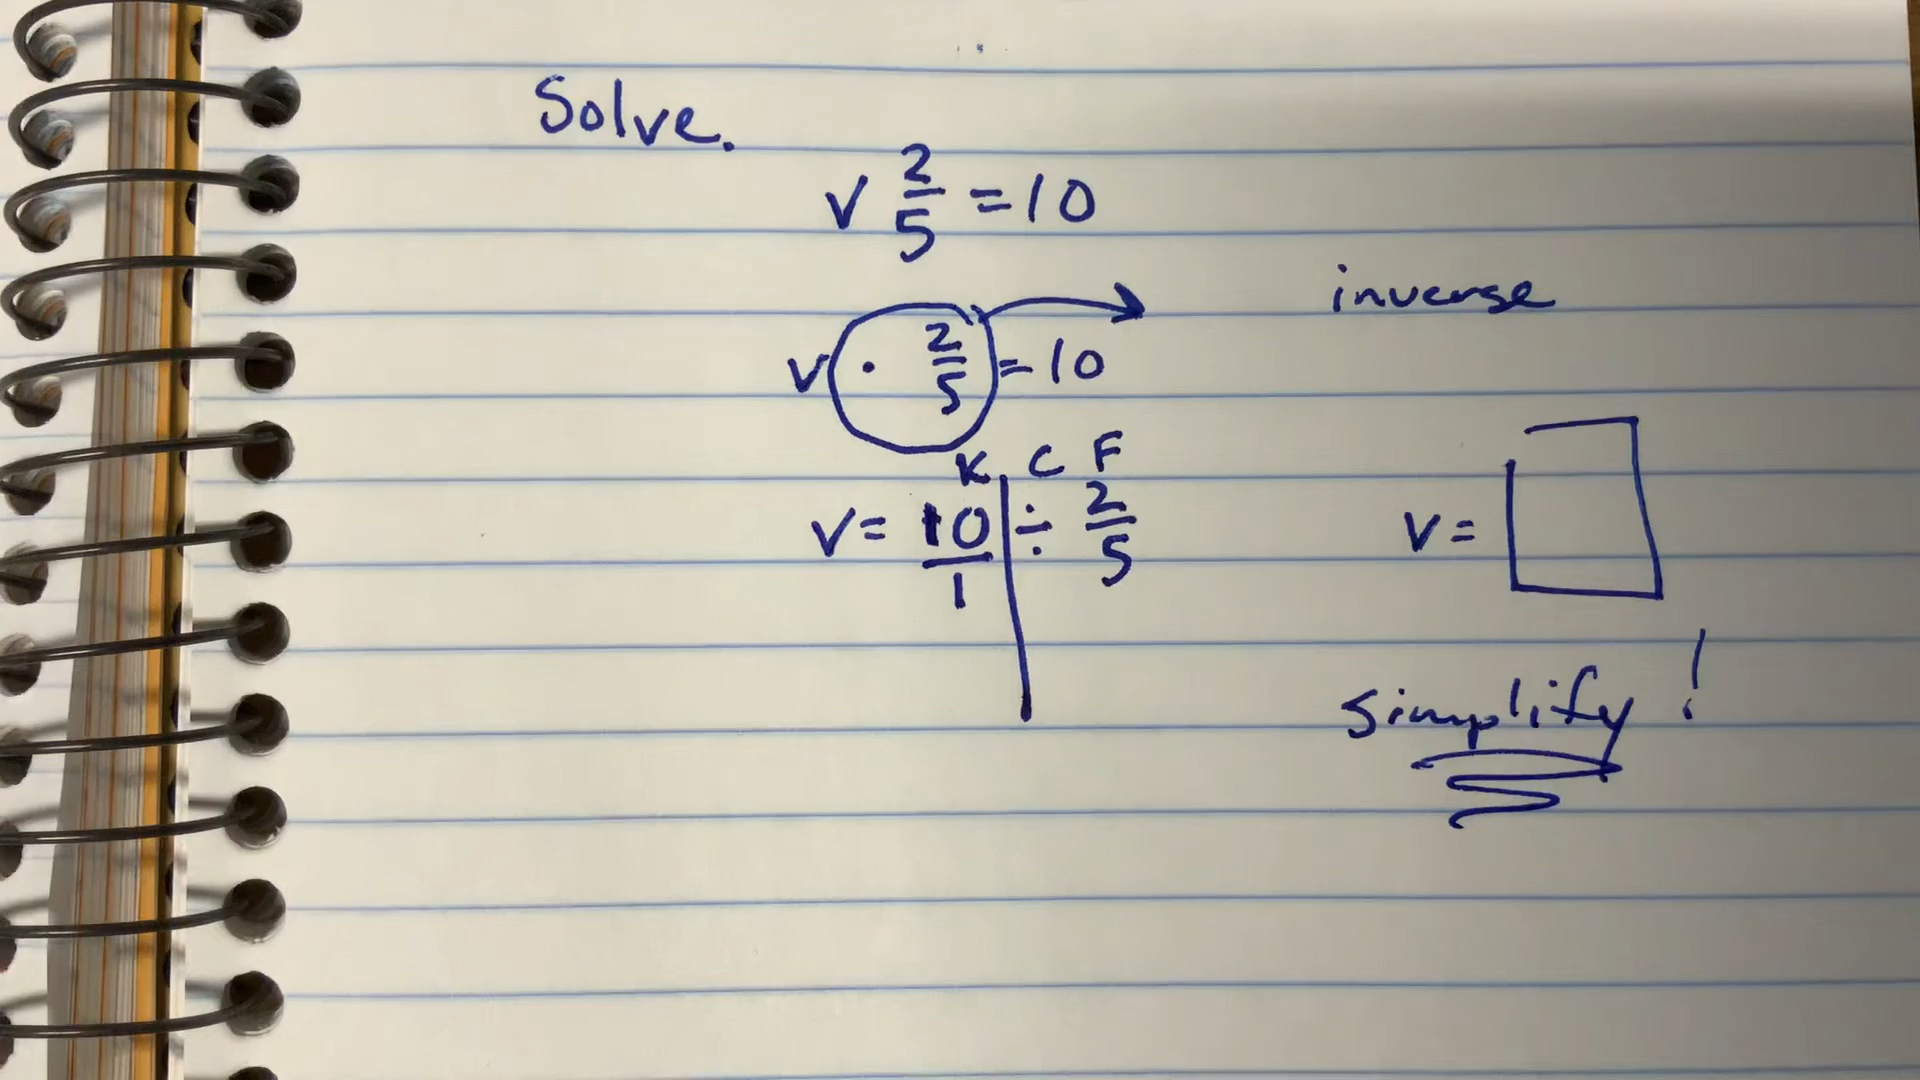 Solve.
v 2/5 = 10
inverse
v · 2/5 = 10
K C F
v = 10/1 ÷ 2/5
v =
simplify!